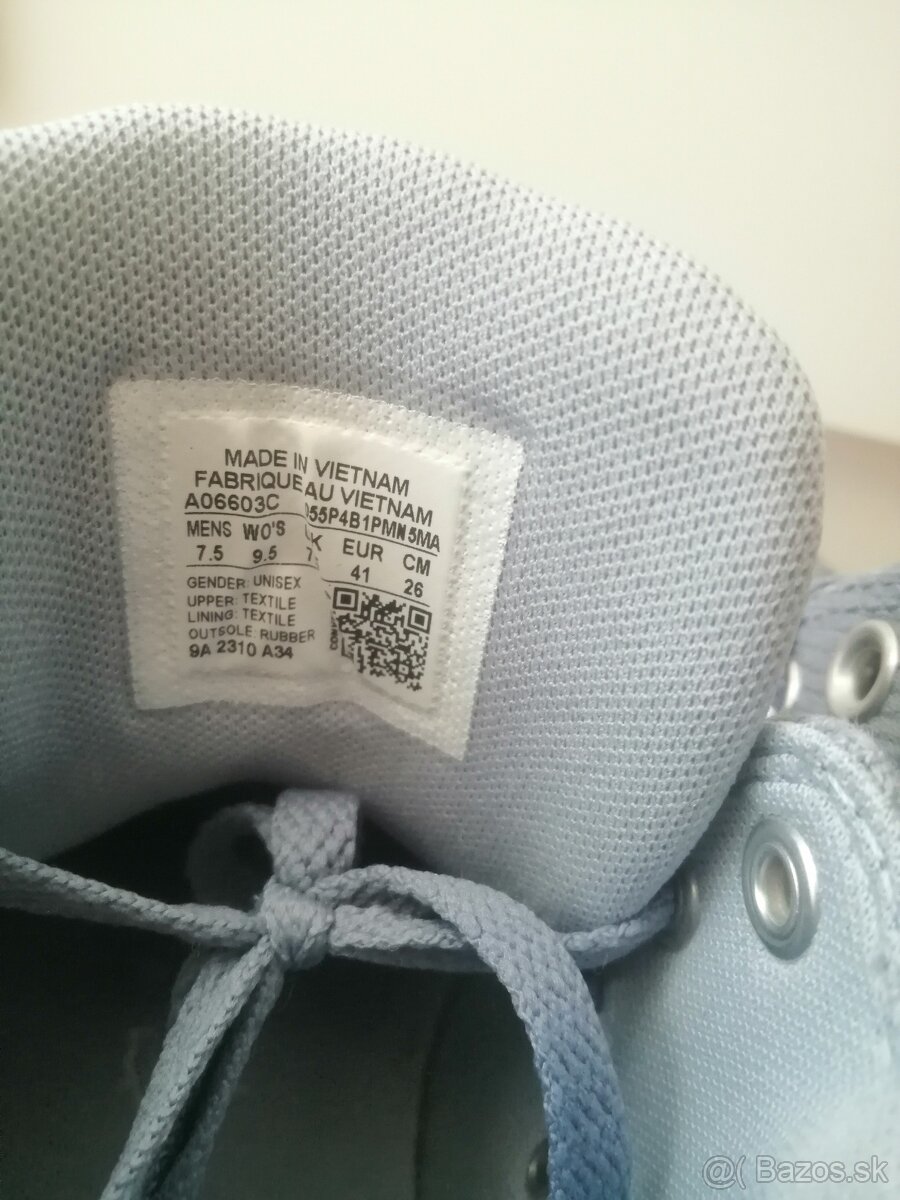 MADE IN VIETNAM
FABRIQUE AU VIETNAM
A06603C 55P4B1PMN5MA
MENS WO'S EUR CM
7.5 9.5 41 26
GENDER: UNISEX
UPPER: TEXTILE
LINING: TEXTILE
OUTSOLE: RUBBER
9A 2310 A34
@( Bazos.sk